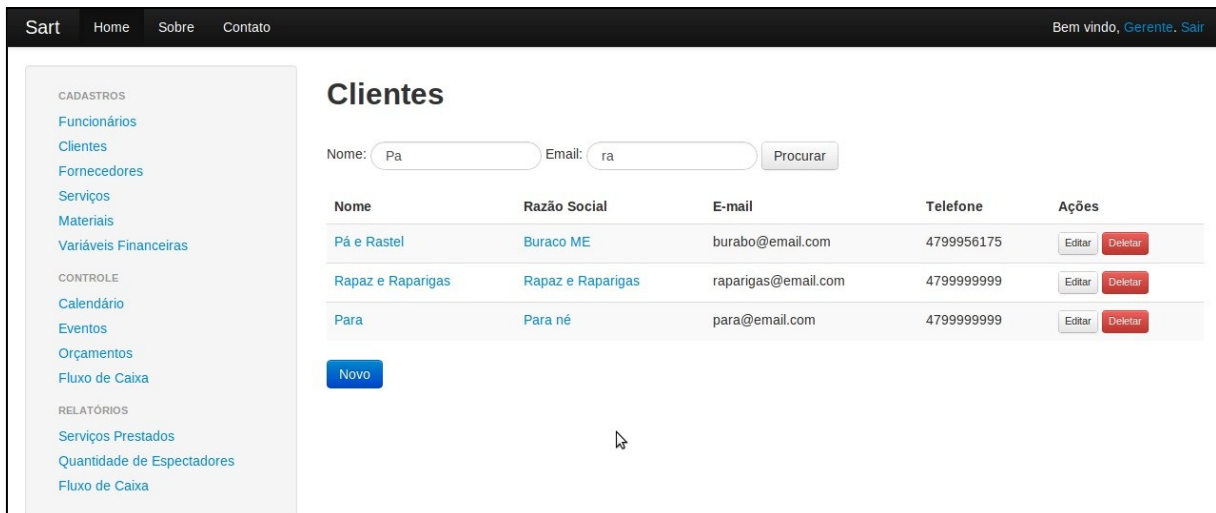 Sart Home Sobre Contato Bem vindo, Gerente. Sair
CADASTROS
Funcionários
Clientes
Fornecedores
Serviços
Materiais
Variáveis Financeiras
CONTROLE
Calendário
Eventos
Orçamentos
Fluxo de Caixa
RELATÓRIOS
Serviços Prestados
Quantidade de Espectadores
Fluxo de Caixa
Clientes
Nome: Pa Email: ra Procurar
Nome Razão Social E-mail Telefone Ações
Pá e Rastel Buraco ME burabo@email.com 4799956175 Editar Deletar
Rapaz e Raparigas Rapaz e Raparigas raparigas@email.com 4799999999 Editar Deletar
Para Para né para@email.com 4799999999 Editar Deletar
Novo